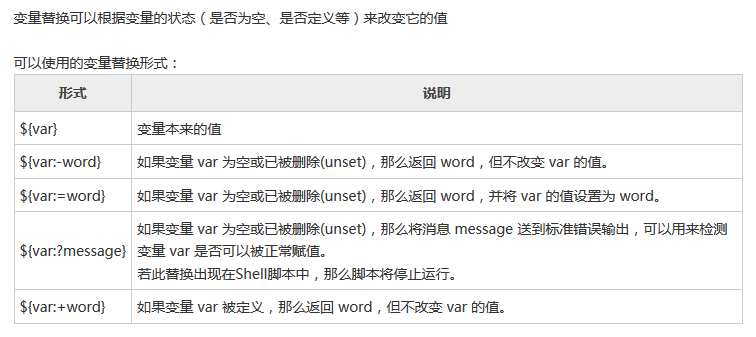 变量替换可以根据变量的状态（是否为空、是否定义等）来改变它的值
可以使用的变量替换形式：
形式 说明
${var} 变量本来的值
${var:-word} 如果变量 var 为空或已被删除(unset)，那么返回 word，但不改变 var 的值。
${var:=word} 如果变量 var 为空或已被删除(unset)，那么返回 word，并将 var 的值设置为 word。
${var:?message} 如果变量 var 为空或已被删除(unset)，那么将消息 message 送到标准错误输出，可以用来检测
变量 var 是否可以被正常赋值。
若此替换出现在Shell脚本中，那么脚本将停止运行。
${var:+word} 如果变量 var 被定义，那么返回 word，但不改变 var 的值。